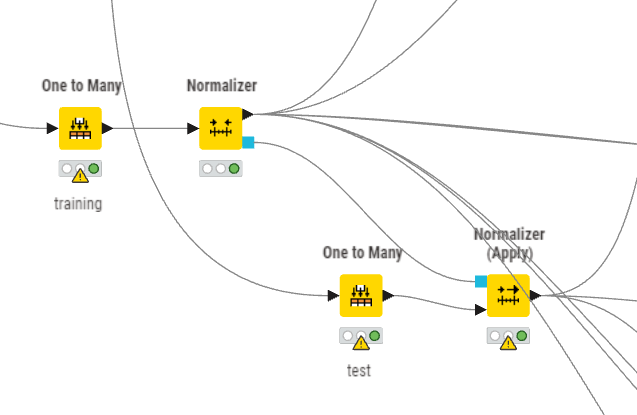 One to Many
Normalizer
training
Normalizer
(Apply)
One to Many
test